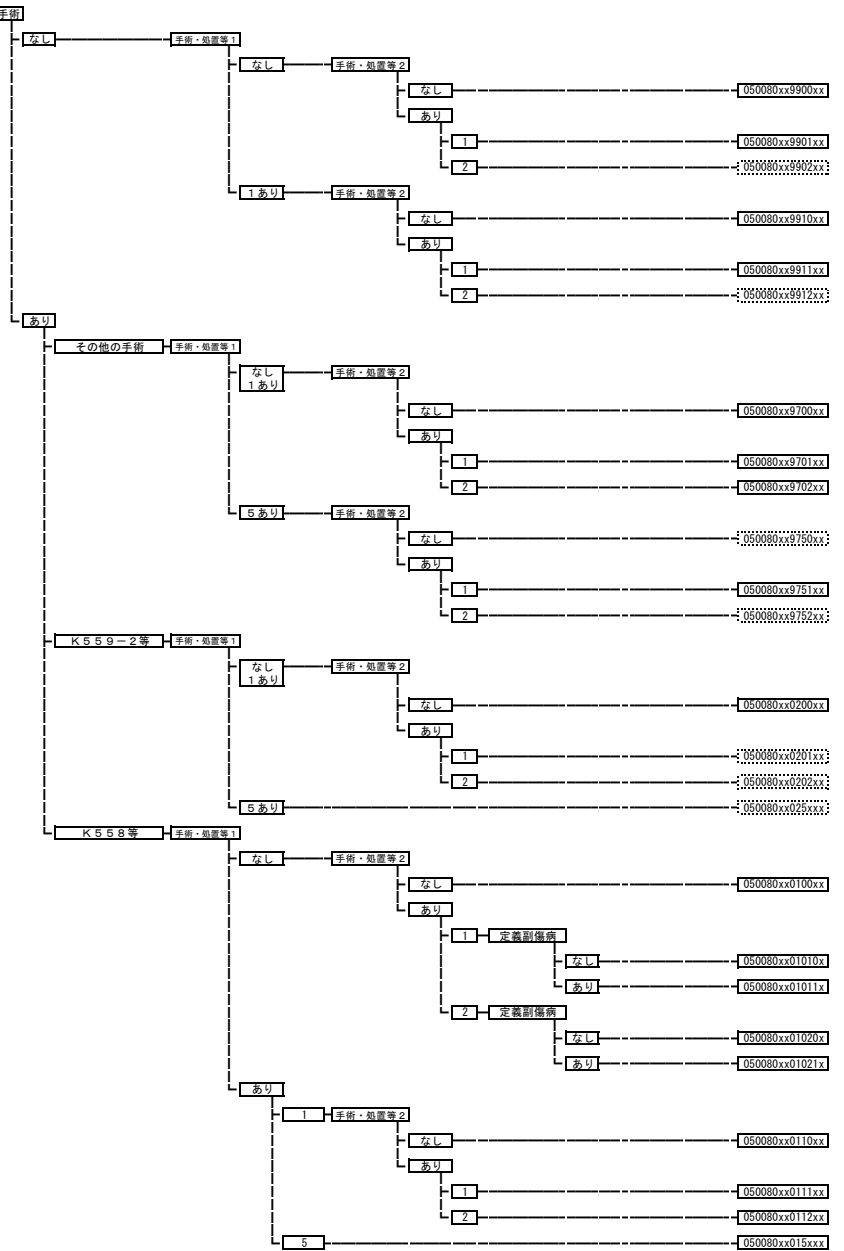 手術
なし 手術・処置等１
なし 手術・処置等２
なし 050080xx9900xx
あり
1 050080xx9901xx
2 050080xx9902xx
１あり 手術・処置等２
なし 050080xx9910xx
あり
1 050080xx9911xx
2 050080xx9912xx
あり
その他の手術 手術・処置等１
なし 手術・処置等２
１あり
なし 050080xx9700xx
あり
1 050080xx9701xx
2 050080xx9702xx
５あり 手術・処置等２
なし 050080xx9750xx
あり
1 050080xx9751xx
2 050080xx9752xx
Ｋ５５９－２等 手術・処置等１
なし 手術・処置等２
１あり
なし 050080xx0200xx
あり
1 050080xx0201xx
2 050080xx0202xx
５あり 050080xx025xxx
Ｋ５５８等 手術・処置等１
なし 手術・処置等２
なし 050080xx0100xx
あり
1 定義副傷病
なし 050080xx01010x
あり 050080xx01011x
2 定義副傷病
なし 050080xx01020x
あり 050080xx01021x
あり
1 手術・処置等２
なし 050080xx0110xx
あり
1 050080xx0111xx
2 050080xx0112xx
5 050080xx015xxx